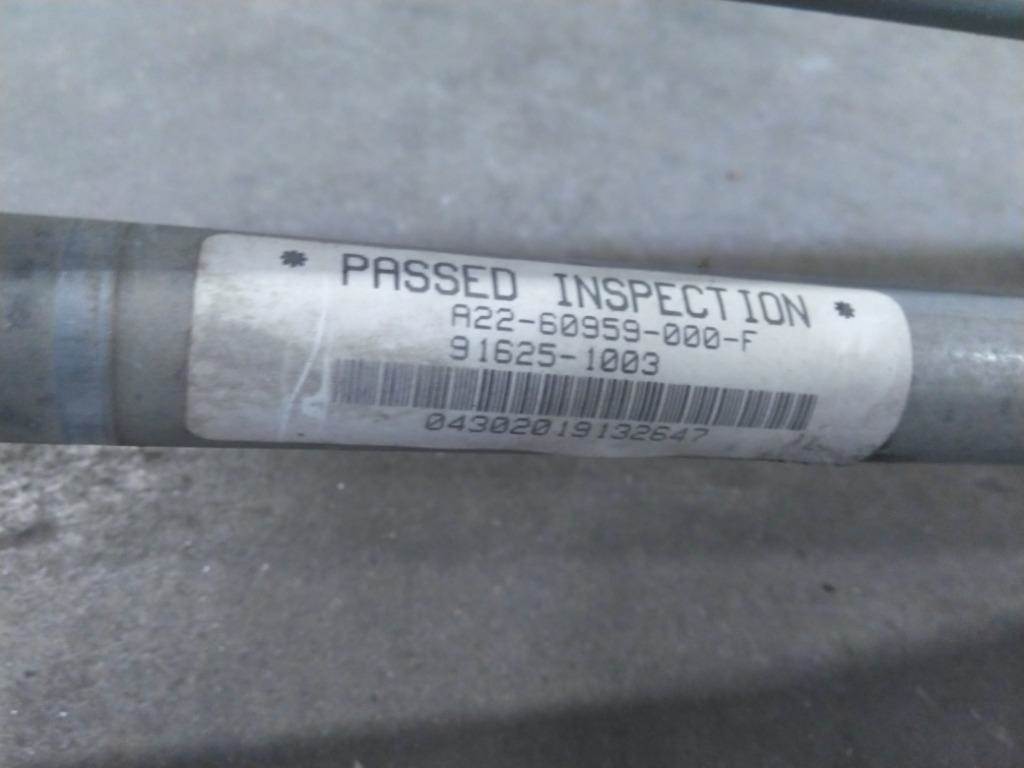 * PASSED INSPECTION *
A22-60959-000-F
91625-1003
04302019132647